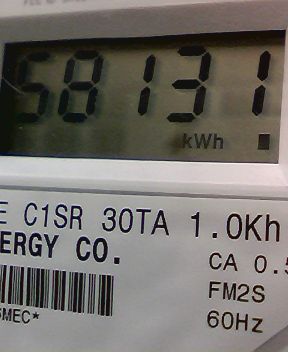 58131
kWh
E C1SR 30TA 1.0Kh
ERGY CO.
CA 0.5
FM2S
60Hz
MEC*